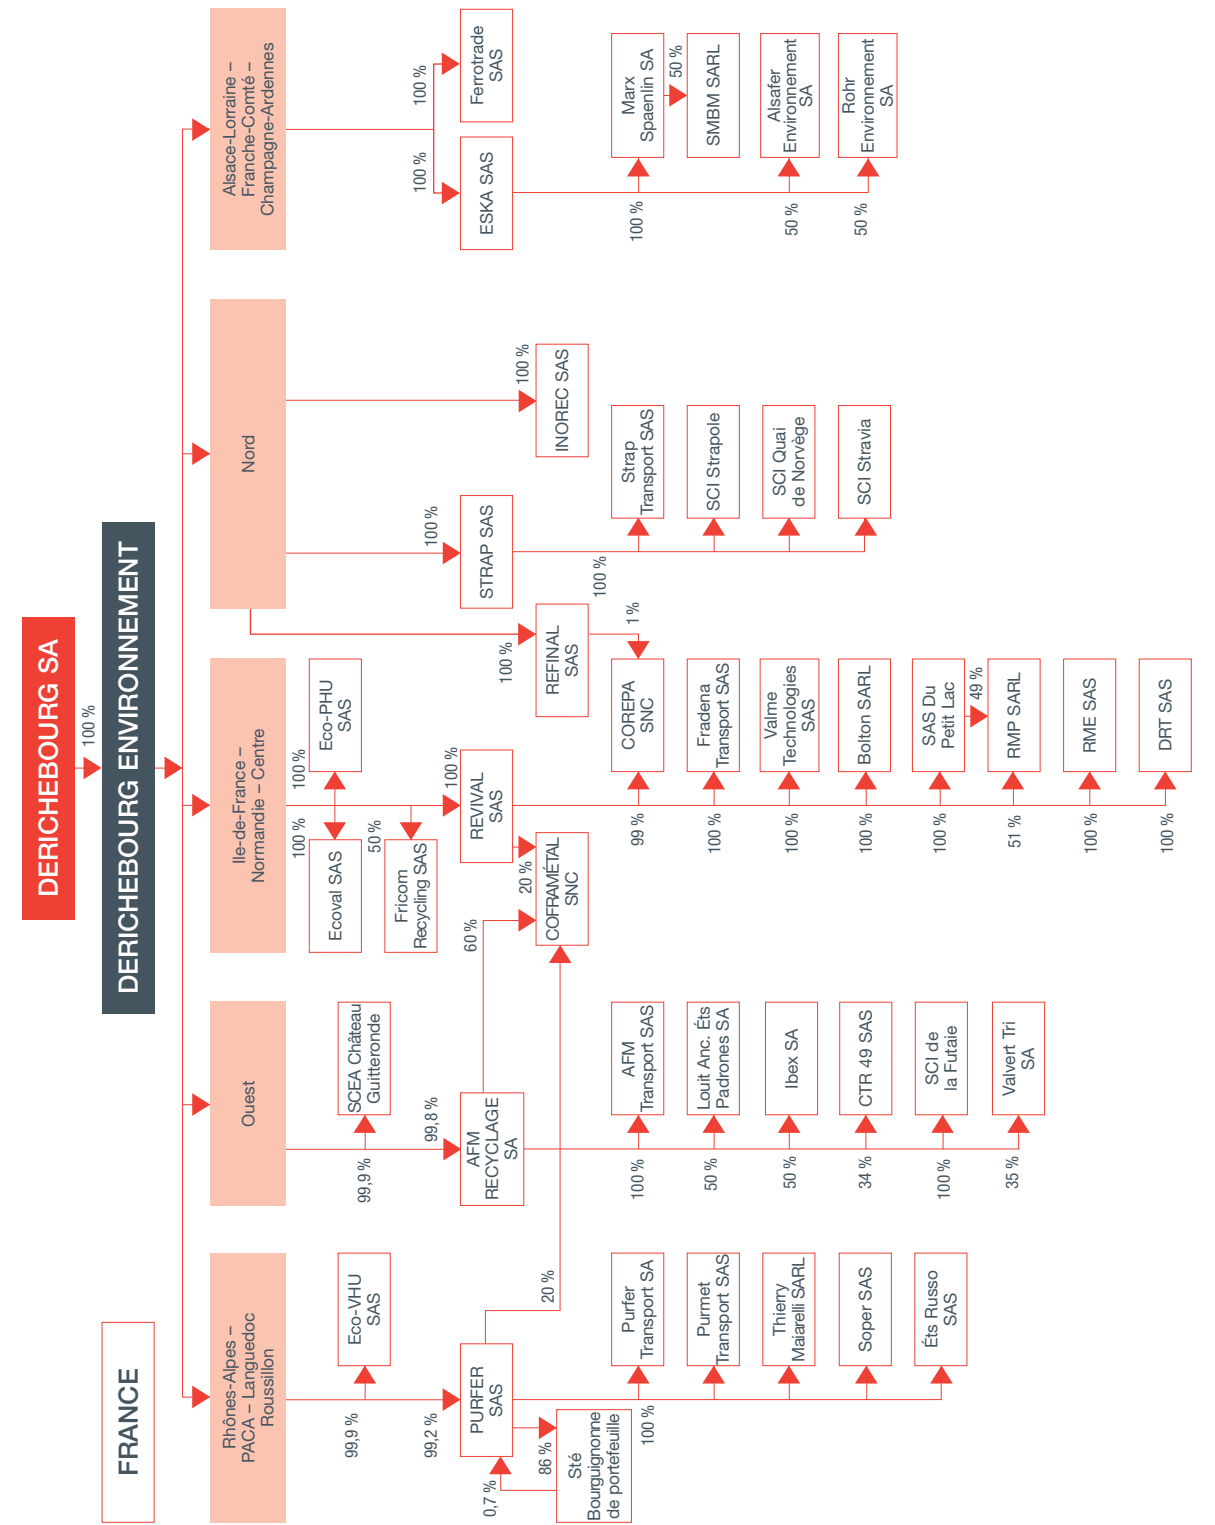 DERICHEBOURG SA
100 %
FRANCE
DERICHEBOURG ENVIRONNEMENT
Rhônes-Alpes –
PACA – Languedoc
Roussillon
Ouest
Ile-de-France –
Normandie – Centre
Nord
Alsace-Lorraine –
Franche-Comté –
Champagne-Ardennes
99,9 %
Eco-VHU
SAS
99,2 %
PURFER
SAS
0,7 %
86 %
Sté
Bourguignonne
de portefeuille
20 %
100 %
Purfer
Transport SA
Purmet
Transport SAS
Thierry
Maiarelli SARL
Soper SAS
Éts Russo
SAS
99,9 %
SCEA Château
Guitteronde
99,8 %
AFM
RECYCLAGE
SA
60 %
100 %
AFM
Transport SAS
50 %
Louit Anc. Éts
Padrones SA
50 %
Ibex SA
34 %
CTR 49 SAS
100 %
SCI de
la Futaie
35 %
Valvert Tri
SA
100 %
Ecoval SAS
100 %
Eco-PHU
SAS
50 %
Fricom
Recycling SAS
100 %
REVIVAL
SAS
20 %
COFRAMÉTAL
SNC
99 %
COREPA
SNC
100 %
Fradena
Transport SAS
100 %
Valme
Technologies
SAS
100 %
Bolton SARL
100 %
SAS Du
Petit Lac
49 %
51 %
RMP SARL
100 %
RME SAS
100 %
DRT SAS
100 %
REFINAL
SAS
1%
100 %
STRAP SAS
100 %
Strap
Transport SAS
SCI Strapole
SCI Quai
de Norvège
SCI Stravia
100 %
INOREC SAS
100 %
ESKA SAS
100 %
Ferrotrade
SAS
100 %
Marx
Spaenlin SA
50 %
SMBM SARL
50 %
Alsafer
Environnement
SA
50 %
Rohr
Environnement
SA